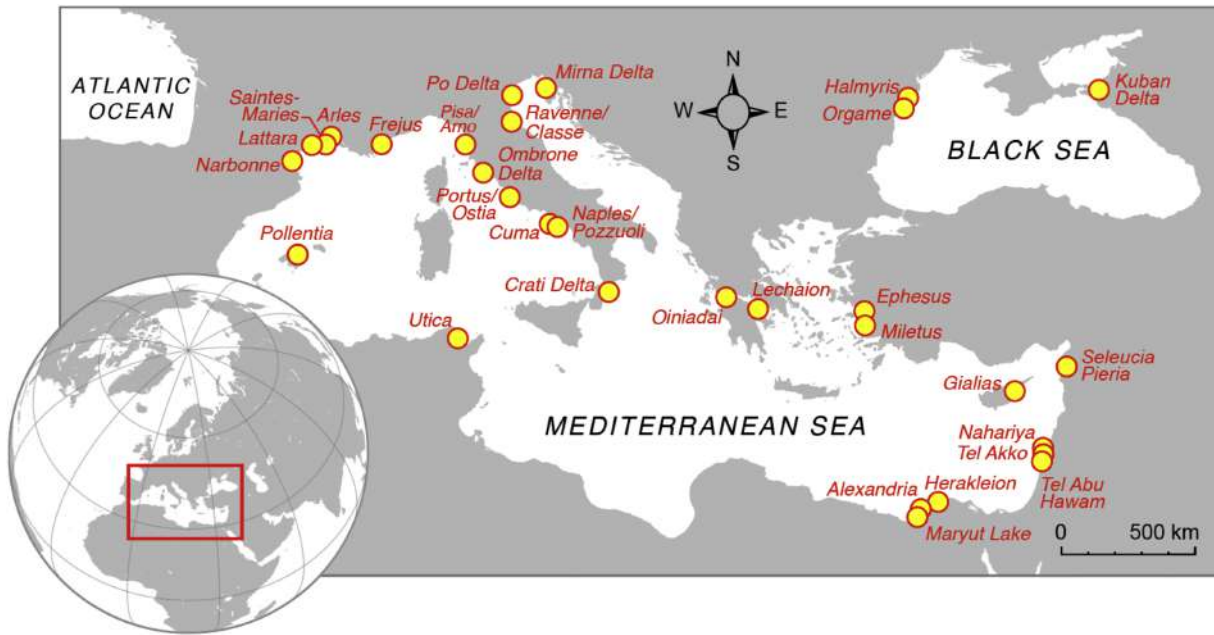 ATLANTIC
OCEAN
Saintes-
Maries
Arles
Lattara
Narbonne
Frejus
Pisa/
Arno
Po Delta
Mirna Delta
Ravenne/
Classe
Ombrone
Delta
Portus/
Ostia
Cuma
Naples/
Pozzuoli
Pollentia
Crati Delta
Utica
N
W
E
S
Halmyris
Orgame
Kuban
Delta
BLACK SEA
Oiniadai
Lechaion
Ephesus
Miletus
Seleucia
Pieria
Gialias
MEDITERRANEAN SEA
Nahariya
Tel Akko
Tel Abu
Hawam
Alexandria
Herakleion
Maryut Lake
0 500 km